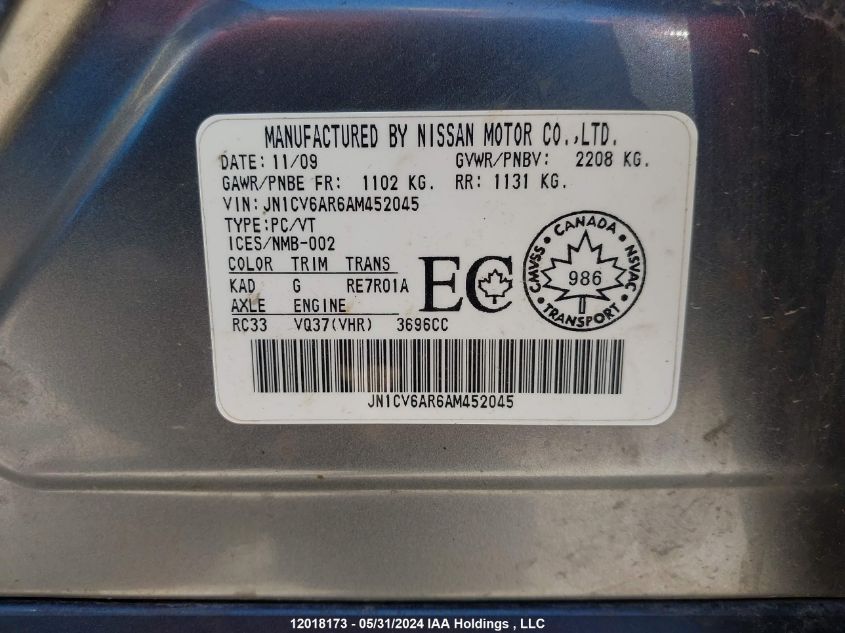 MANUFACTURED BY NISSAN MOTOR CO.,LTD.
DATE: 11/09 GVWR/PNBV: 2208 KG.
GAWR/PNBE FR: 1102 KG. RR: 1131 KG.
VIN: JN1CV6AR6AM452045
TYPE:PC/VT
ICES/NMB-002
COLOR TRIM TRANS
KAD G RE7R01A
AXLE ENGINE
RC33 VQ37(VHR) 3696CC
EC
CANADA
CMVSS NSVAC
986
TRANSPORT
JN1CV6AR6AM452045
12018173 - 05/31/2024 IAA Holdings , LLC